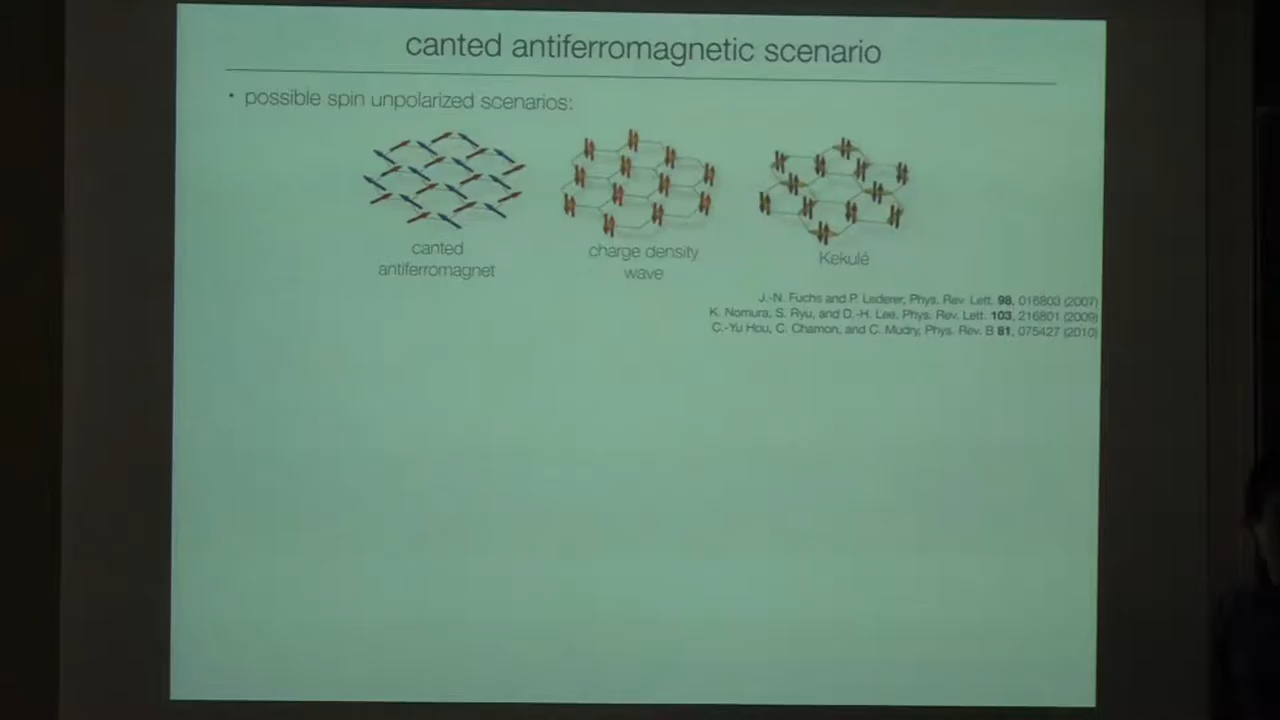 canted antiferromagnetic scenario
• possible spin unpolarized scenarios:
canted
antiferromagnet
charge density
wave
Kekulé
J.-N. Fuchs and P. Lederer, Phys. Rev. Lett. 98, 016803 (2007)
K. Nomura, S. Ryu, and D.-H. Lee, Phys. Rev. Lett. 103, 216801 (2009)
C.-Yu Hou, C. Chamon, and C. Mudry, Phys. Rev. B 81, 075427 (2010)